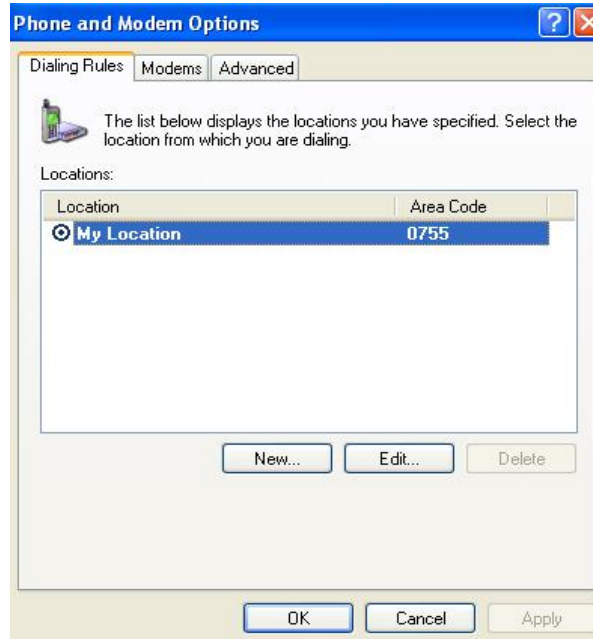 Phone and Modem Options
Dialing Rules Modems Advanced
The list below displays the locations you have specified. Select the
location from which you are dialing.
Locations:
Location Area Code
My Location 0755
New... Edit... Delete
OK Cancel Apply